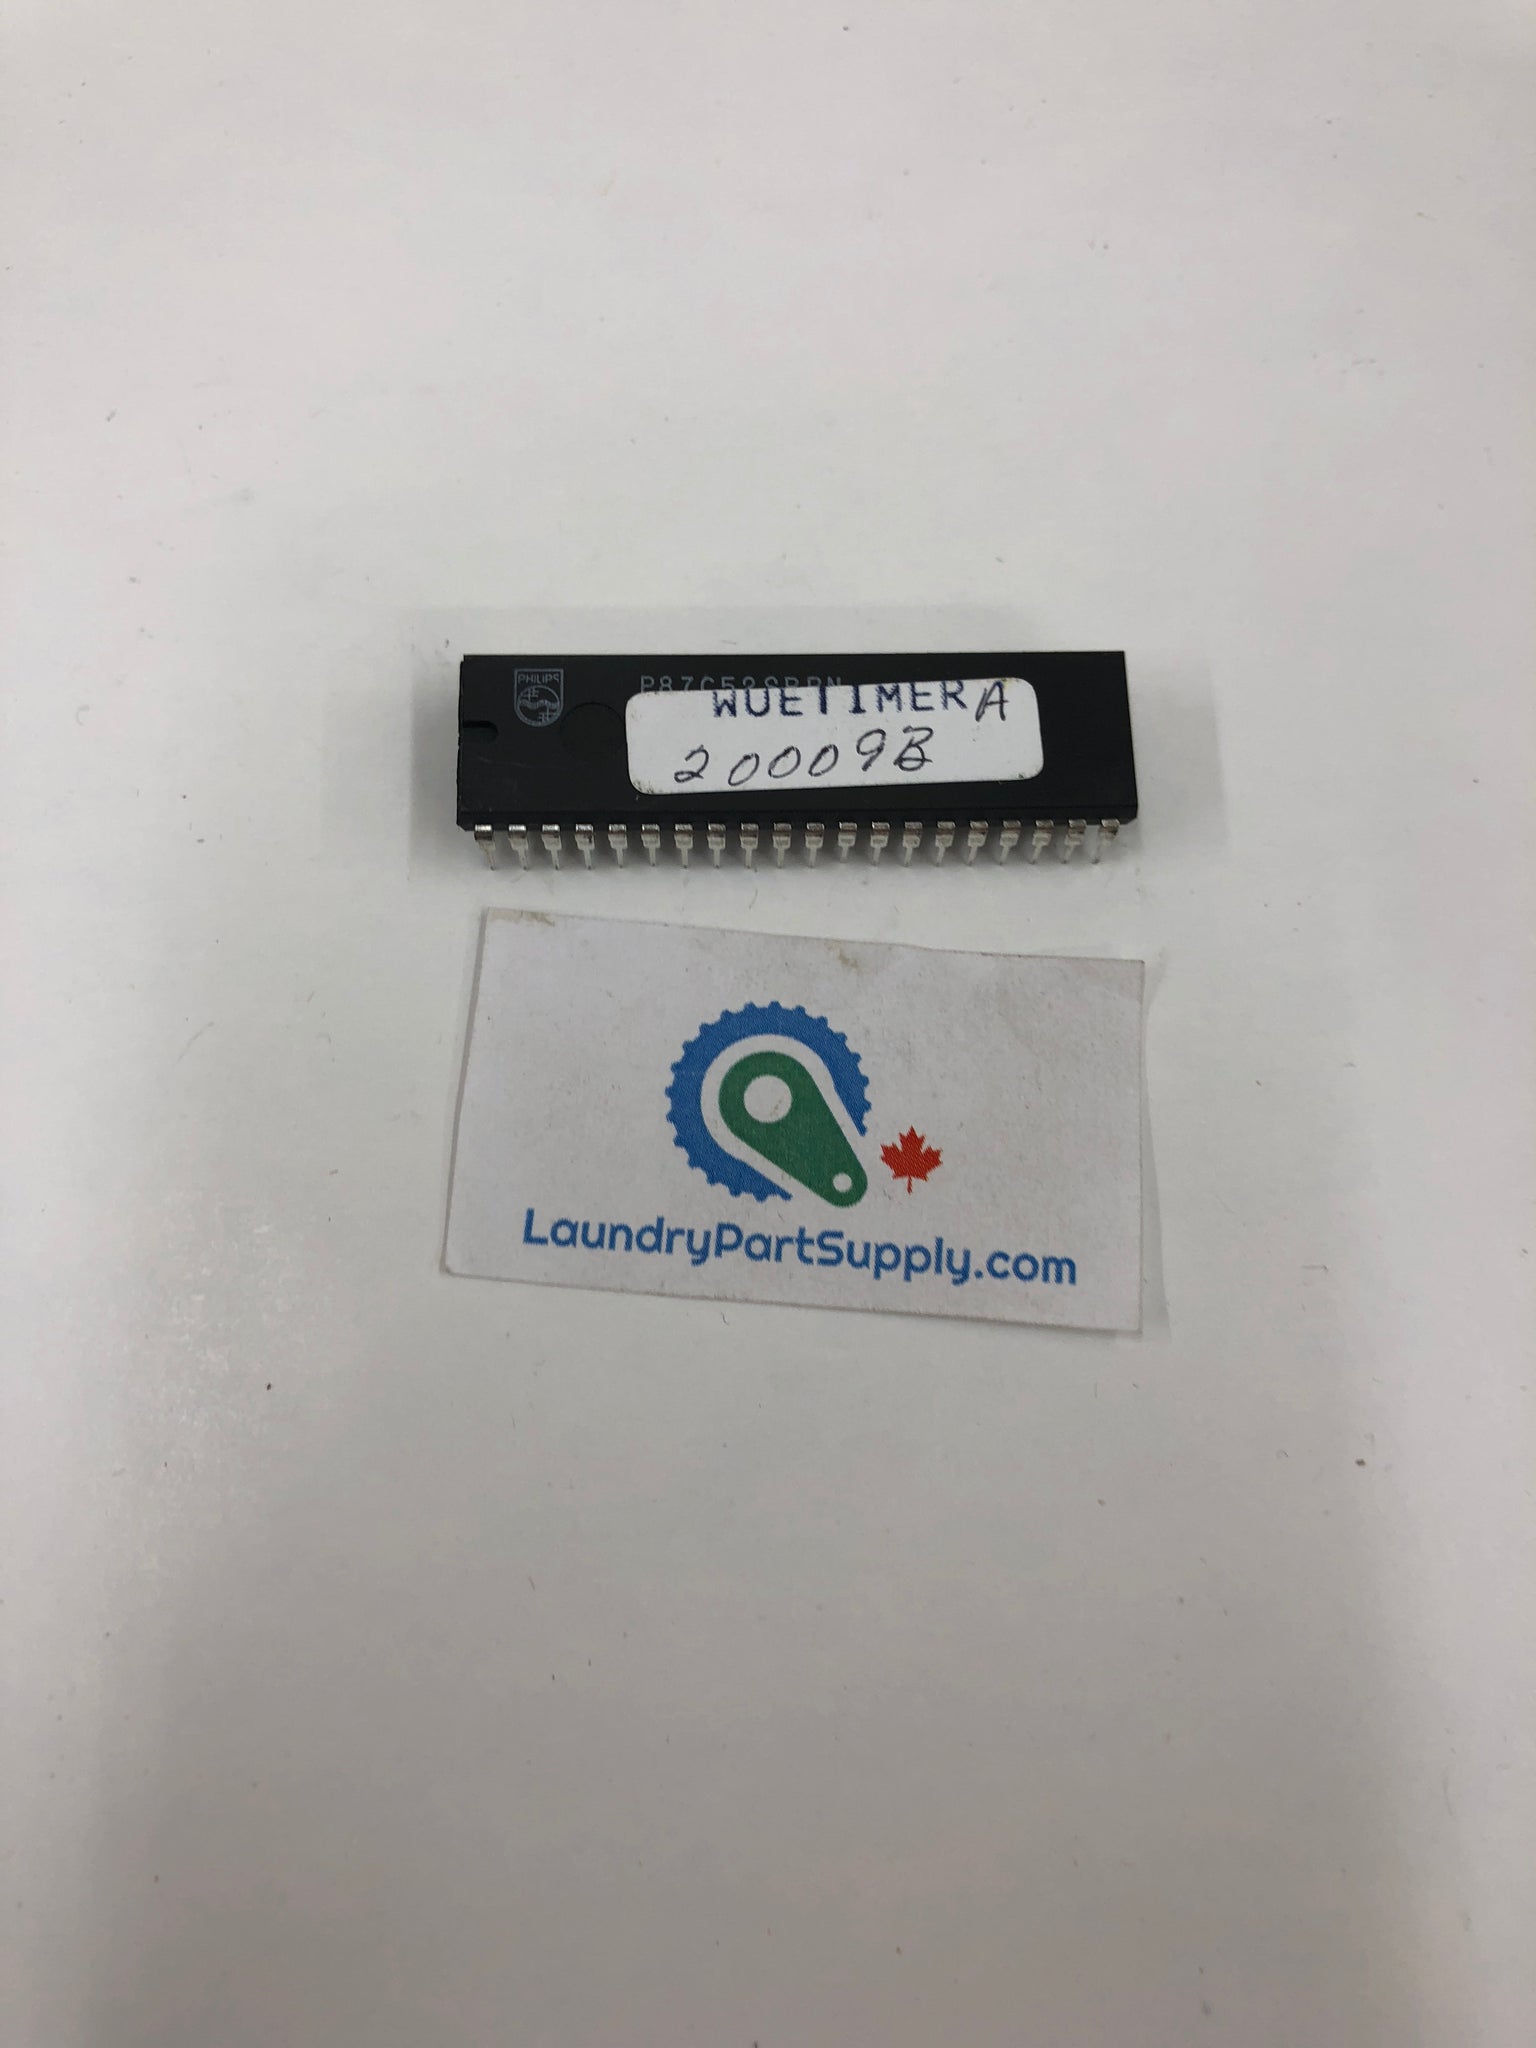 PHILIPS
P87C52SBPN
WUETIMER A
20009B
LaundryPartSupply.com